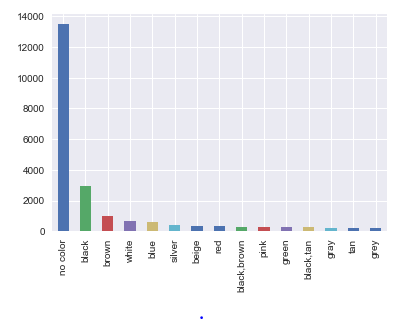 14000
12000
10000
8000
6000
4000
2000
0
no color
black
brown
white
blue
silver
beige
red
black,brown
pink
green
black,tan
gray
tan
grey